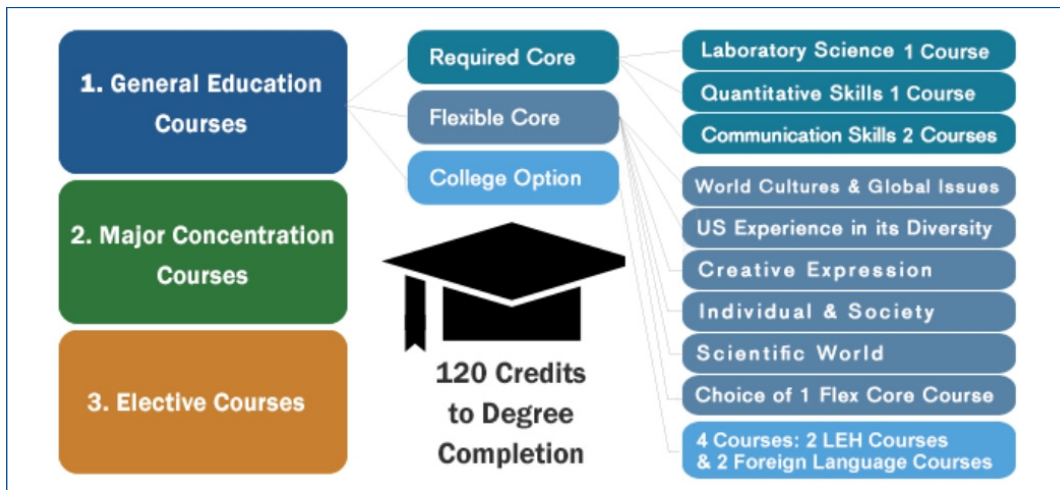 1. General Education
Courses
2. Major Concentration
Courses
3. Elective Courses
Required Core
Flexible Core
College Option
120 Credits
to Degree
Completion
Laboratory Science 1 Course
Quantitative Skills 1 Course
Communication Skills 2 Courses
World Cultures & Global Issues
US Experience in its Diversity
Creative Expression
Individual & Society
Scientific World
Choice of 1 Flex Core Course
4 Courses: 2 LEH Courses
& 2 Foreign Language Courses